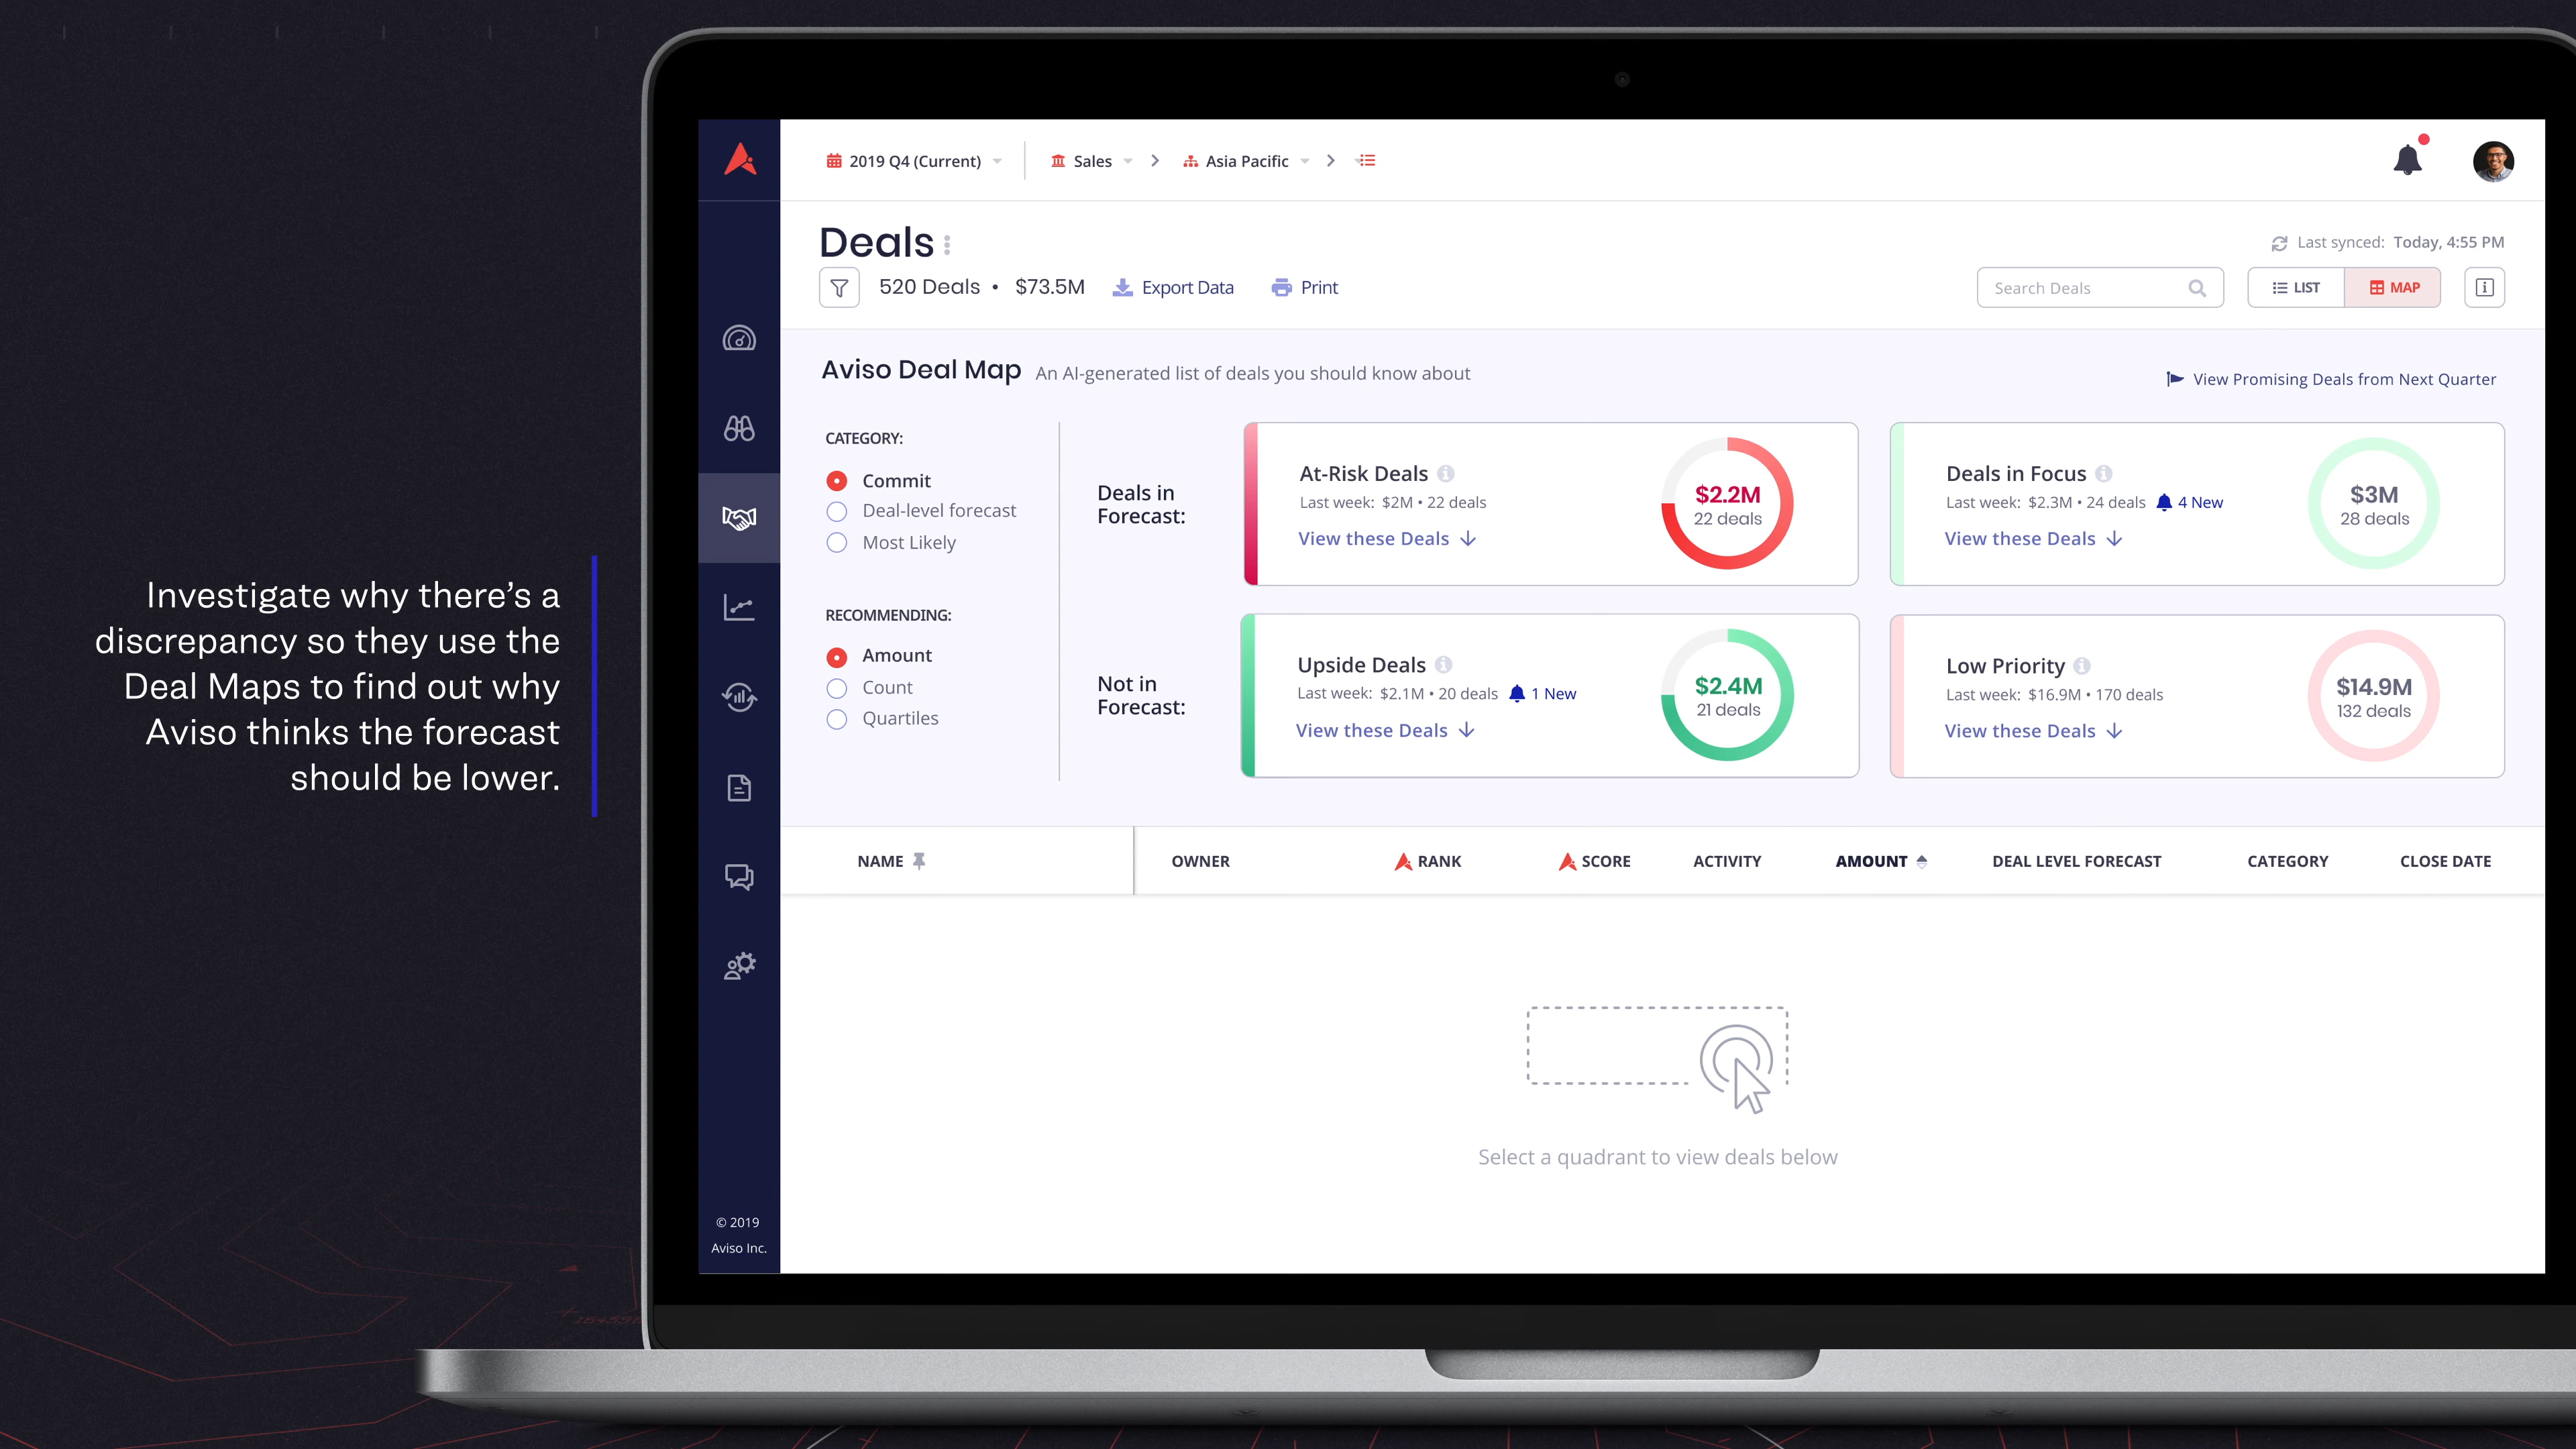 Investigate why there's a
discrepancy so they use the
Deal Maps to find out why
Aviso thinks the forecast
should be lower.
2019 Q4 (Current)
Sales
Asia Pacific
Deals
Last synced: Today, 4:55 PM
520 Deals • $73.5M
Export Data
Print
Search Deals
LIST
MAP
Aviso Deal Map
An AI-generated list of deals you should know about
View Promising Deals from Next Quarter
CATEGORY:
Commit
Deal-level forecast
Most Likely
RECOMMENDING:
Amount
Count
Quartiles
Deals in
Forecast:
At-Risk Deals
Last week: $2M • 22 deals
View these Deals
$2.2M
22 deals
Deals in Focus
Last week: $2.3M • 24 deals
4 New
View these Deals
$3M
28 deals
Not in
Forecast:
Upside Deals
Last week: $2.1M • 20 deals
1 New
View these Deals
$2.4M
21 deals
Low Priority
Last week: $16.9M • 170 deals
View these Deals
$14.9M
132 deals
NAME
OWNER
RANK
SCORE
ACTIVITY
AMOUNT
DEAL LEVEL FORECAST
CATEGORY
CLOSE DATE
Select a quadrant to view deals below
© 2019
Aviso Inc.